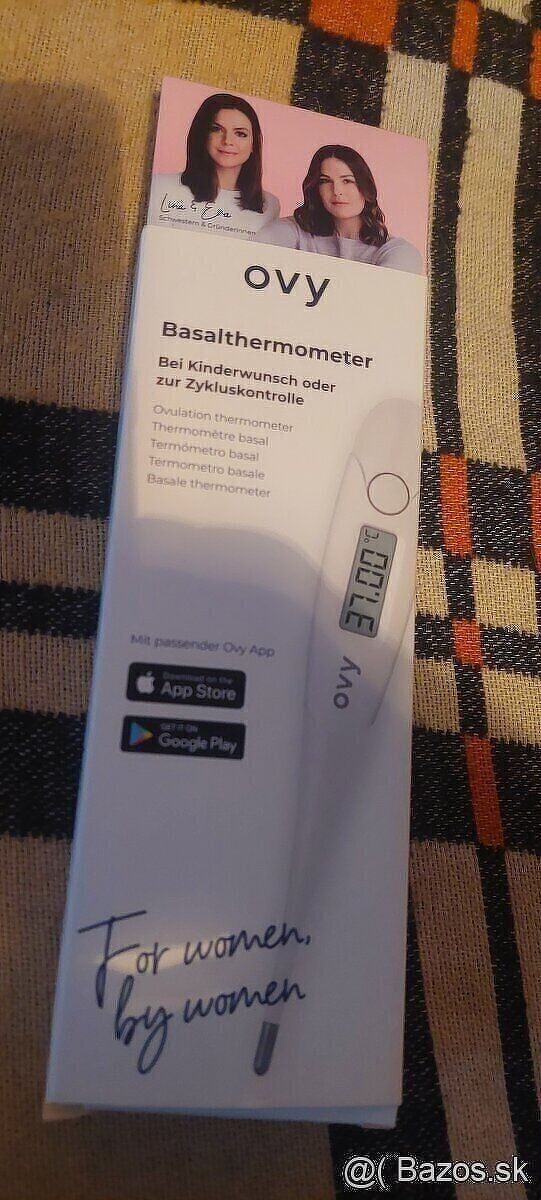 Lina & Eva
Schwestern & Gründerinnen
ovy
Basalthermometer
Bei Kinderwunsch oder
zur Zykluskontrolle
Ovulation thermometer
Thermomètre basal
Termómetro basal
Termometro basale
Basale thermometer
37.00°C
ovy
Mit passender Ovy App
Download on the
App Store
GET IT ON
Google Play
For women,
by women
@( Bazos.sk